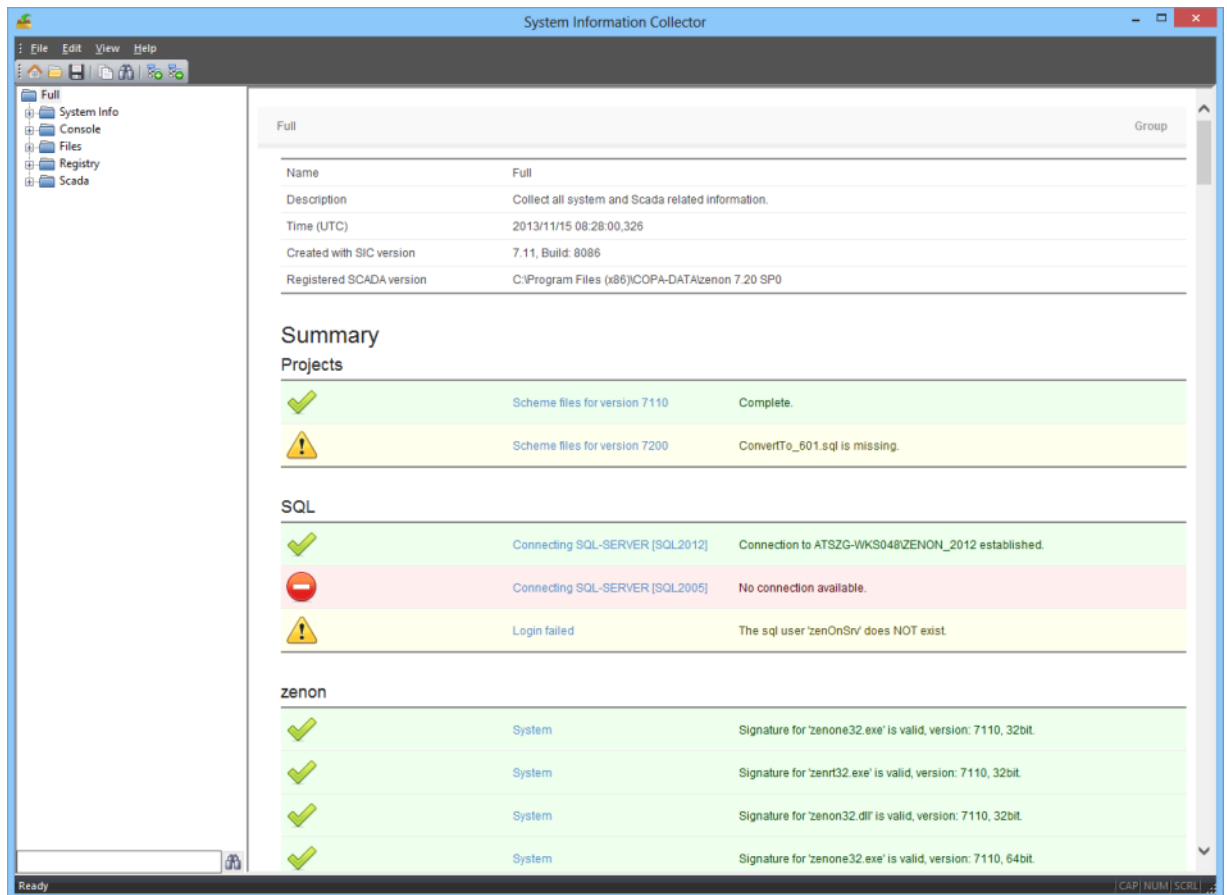 System Information Collector
File Edit View Help
Full
System Info
Console
Files
Registry
Scada
Full Group
Name Full
Description Collect all system and Scada related information.
Time (UTC) 2013/11/15 08:28:00,326
Created with SIC version 7.11, Build: 8086
Registered SCADA version C:\Program Files (x86)\COPA-DATA\zenon 7.20 SP0
Summary
Projects
Scheme files for version 7110 Complete.
Scheme files for version 7200 ConvertTo_601.sql is missing.
SQL
Connecting SQL-SERVER [SQL2012] Connection to ATSZG-WKS048\ZENON_2012 established.
Connecting SQL-SERVER [SQL2005] No connection available.
Login failed The sql user 'zenOnSrv' does NOT exist.
zenon
System Signature for 'zenone32.exe' is valid, version: 7110, 32bit.
System Signature for 'zenrt32.exe' is valid, version: 7110, 32bit.
System Signature for 'zenon32.dll' is valid, version: 7110, 32bit.
System Signature for 'zenone32.exe' is valid, version: 7110, 64bit.
Ready CAP NUM SCRL